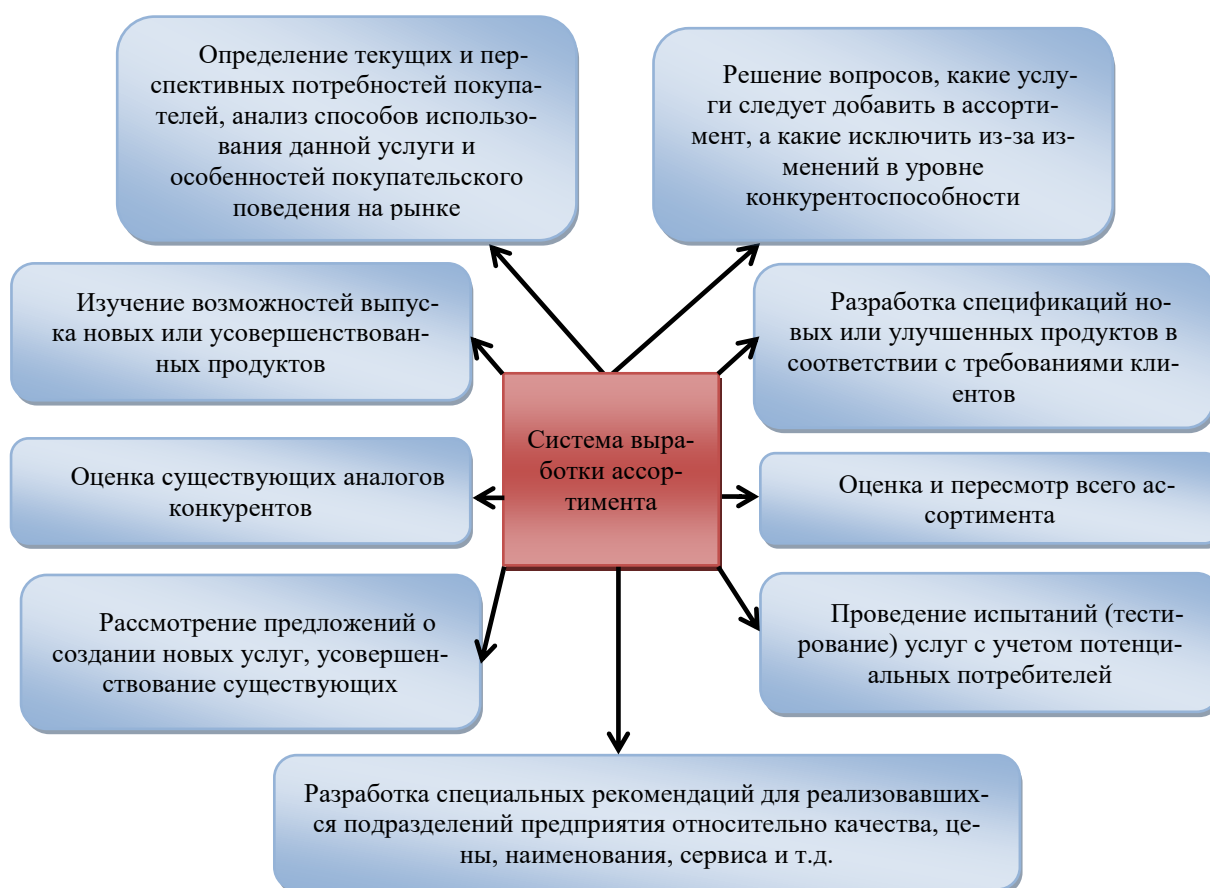 Определение текущих и пер-
спективных потребностей покупа-
телей, анализ способов использо-
вания данной услуги и
особенностей покупательского
поведения на рынке
Решение вопросов, какие услу-
ги следует добавить в ассорти-
мент, а какие исключить из-за из-
менений в уровне
конкурентоспособности
Изучение возможностей выпус-
ка новых или усовершенствован-
ных продуктов
Разработка спецификаций но-
вых или улучшенных продуктов в
соответствии с требованиями кли-
ентов
Система выра-
ботки ассор-
тимента
Оценка существующих аналогов
конкурентов
Оценка и пересмотр всего ас-
сортимента
Рассмотрение предложений о
создании новых услуг, усовершен-
ствование существующих
Проведение испытаний (тести-
рование) услуг с учетом потенци-
альных потребителей
Разработка специальных рекомендаций для реализовавших-
ся подразделений предприятия относительно качества, це-
ны, наименования, сервиса и т.д.